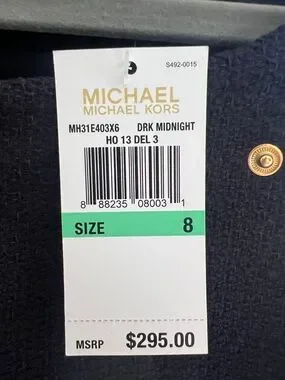 S492-0015
MICHAEL
MICHAEL KORS
MH31E403X6 DRK MIDNIGHT
HO 13 DEL 3
8 88235 08003 1
SIZE 8
MSRP $295.00